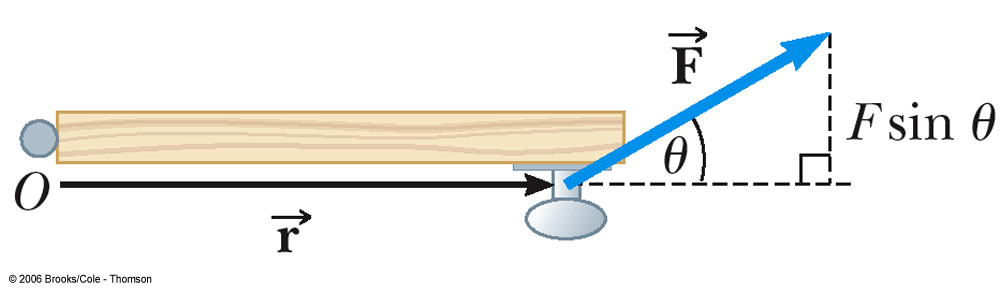 F
F sin θ
θ
O
r
© 2006 Brooks/Cole - Thomson